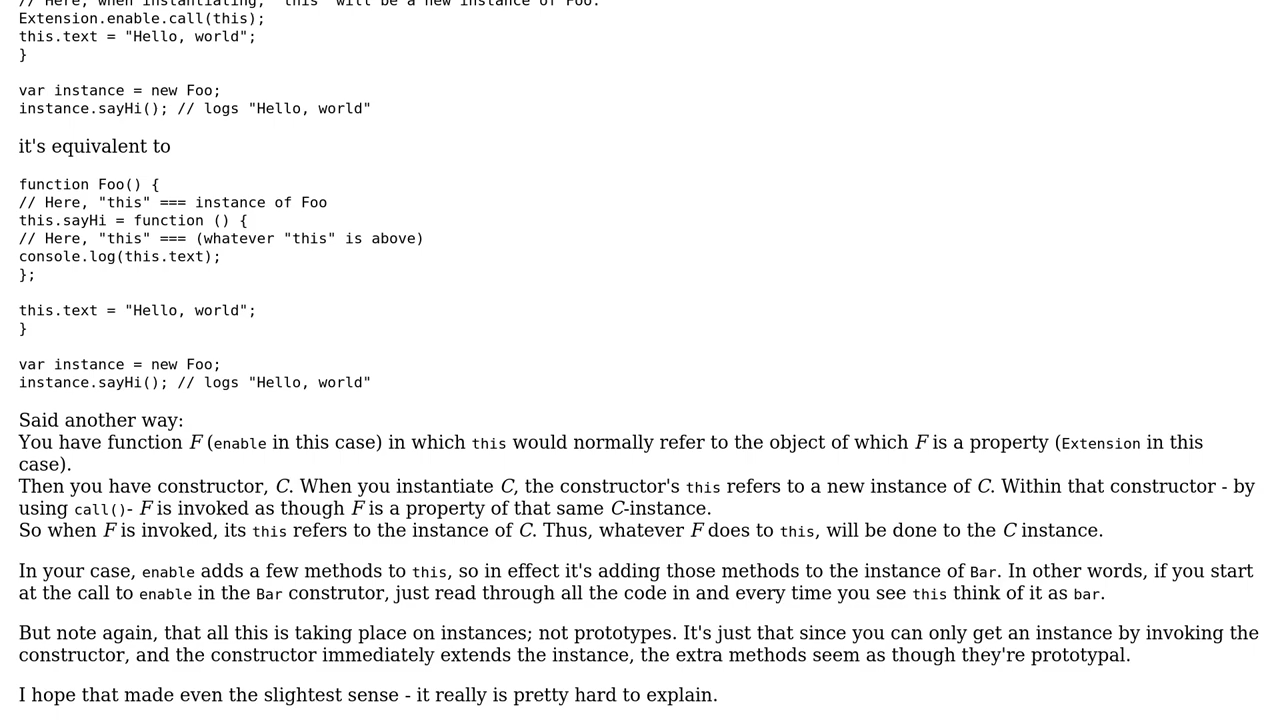 // Here, when instantiating, "this" will be a new instance of Foo.
Extension.enable.call(this);
this.text = "Hello, world";
}
var instance = new Foo;
instance.sayHi(); // logs "Hello, world"
it's equivalent to
function Foo() {
// Here, "this" === instance of Foo
this.sayHi = function () {
// Here, "this" === (whatever "this" is above)
console.log(this.text);
};
this.text = "Hello, world";
}
var instance = new Foo;
instance.sayHi(); // logs "Hello, world"
Said another way:
You have function F (enable in this case) in which this would normally refer to the object of which F is a property (Extension in this
case).
Then you have constructor, C. When you instantiate C, the constructor's this refers to a new instance of C. Within that constructor - by
using call()- F is invoked as though F is a property of that same C-instance.
So when F is invoked, its this refers to the instance of C. Thus, whatever F does to this, will be done to the C instance.
In your case, enable adds a few methods to this, so in effect it's adding those methods to the instance of Bar. In other words, if you start
at the call to enable in the Bar construtor, just read through all the code in and every time you see this think of it as bar.
But note again, that all this is taking place on instances; not prototypes. It's just that since you can only get an instance by invoking the
constructor, and the constructor immediately extends the instance, the extra methods seem as though they're prototypal.
I hope that made even the slightest sense - it really is pretty hard to explain.